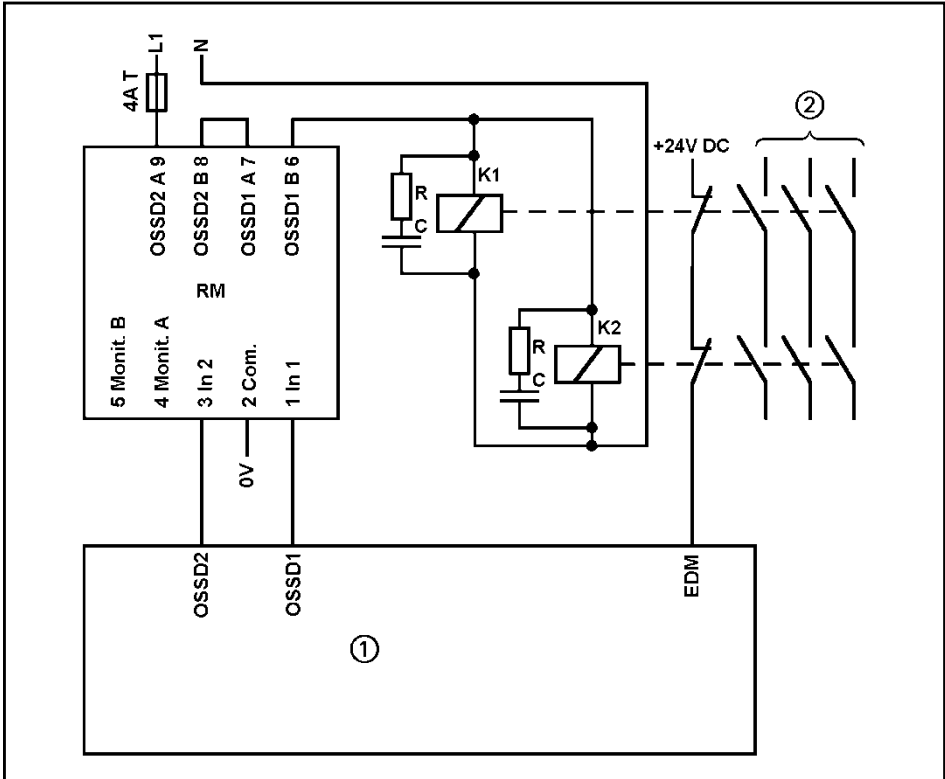 L1
N
4A T
②
+24V DC
OSSD2 A 9
OSSD2 B 8
OSSD1 A 7
OSSD1 B 6
K1
R
C
RM
K2
R
C
5 Monit. B
4 Monit. A
3 In 2
2 Com.
1 In 1
0V
OSSD2
OSSD1
EDM
①